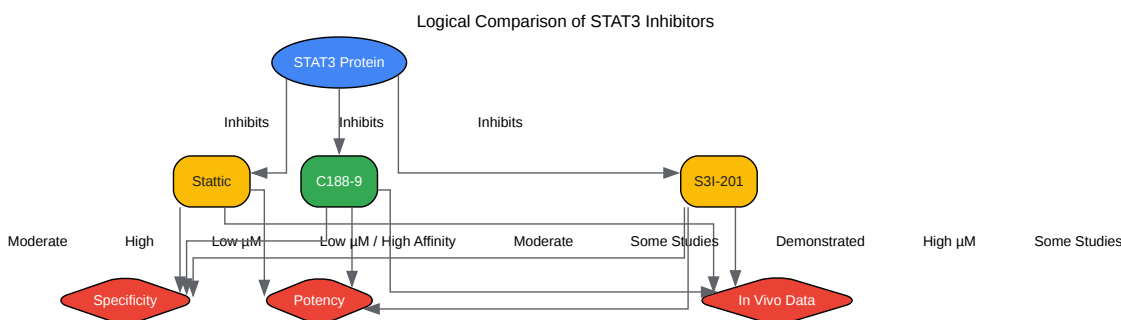 Logical Comparison of STAT3 Inhibitors
STAT3 Protein
Inhibits
Inhibits
Inhibits
Stattic
C188-9
S3I-201
Moderate
High
Low µM
Low µM / High Affinity
Moderate
Some Studies
Demonstrated
High µM
Some Studies
Specificity
Potency
In Vivo Data